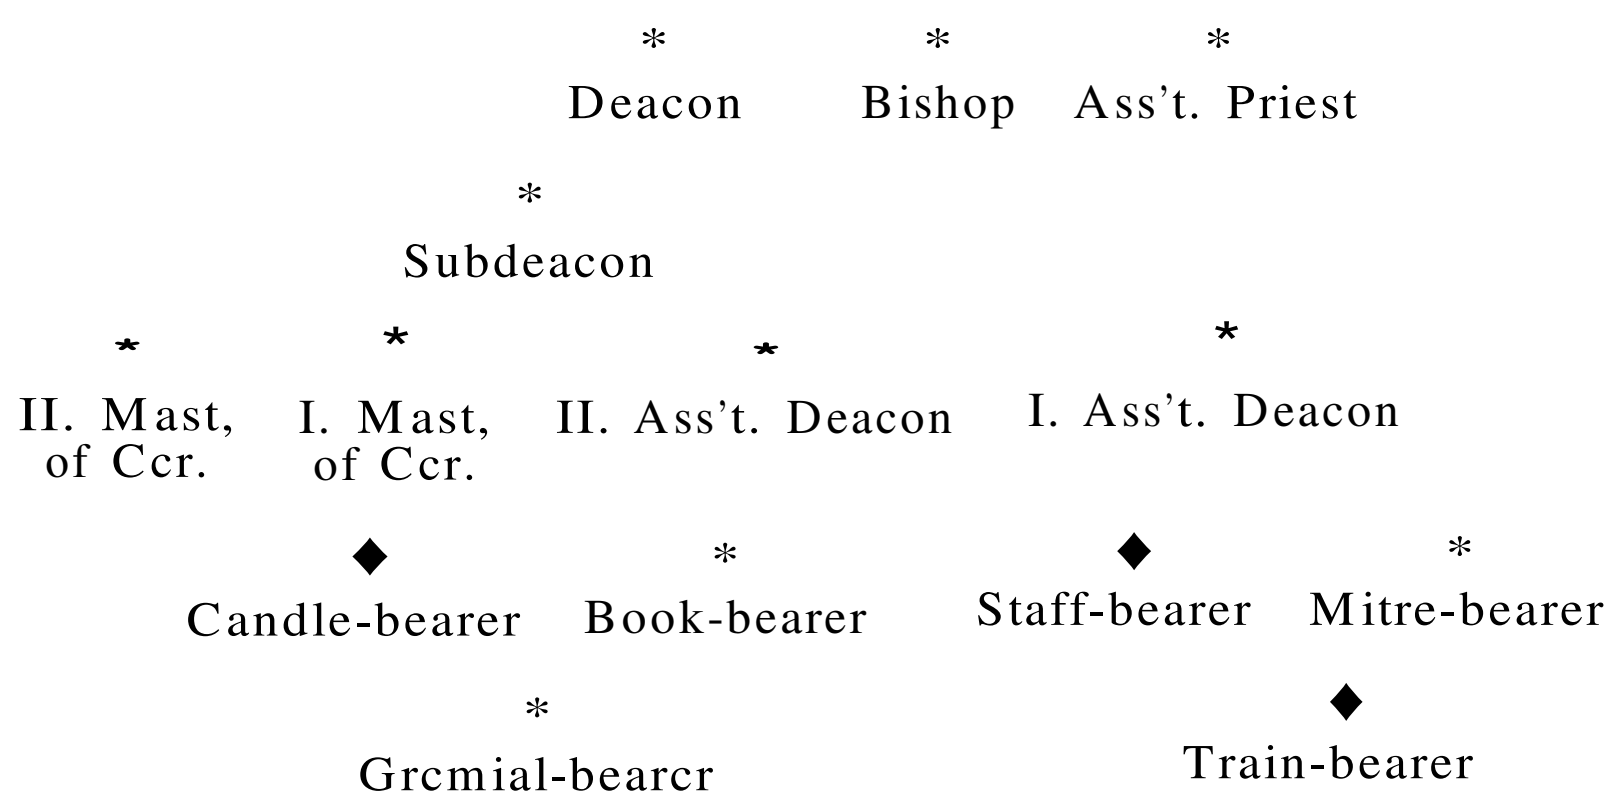 * * *
Deacon Bishop Ass't. Priest
*
Subdeacon
* * * *
II. Mast, I. Mast, II. Ass't. Deacon I. Ass't. Deacon
of Ccr. of Ccr.
♦ * ♦ *
Candle-bearer Book-bearer Staff-bearer Mitre-bearer
* ♦
Grcmial-bearcr Train-bearer